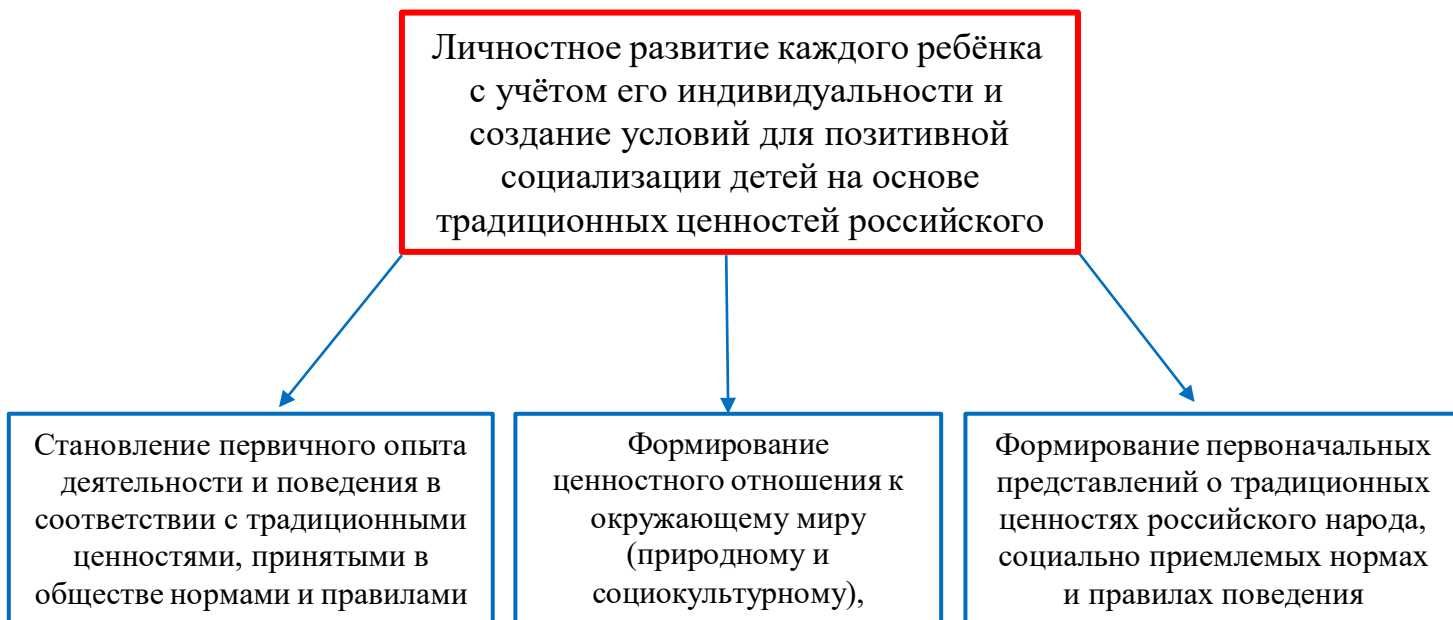 Личностное развитие каждого ребёнка
с учётом его индивидуальности и
создание условий для позитивной
социализации детей на основе
традиционных ценностей российского
Становление первичного опыта
деятельности и поведения в
соответствии с традиционными
ценностями, принятыми в
обществе нормами и правилами
Формирование
ценностного отношения к
окружающему миру
(природному и
социокультурному),
Формирование первоначальных
представлений о традиционных
ценностях российского народа,
социально приемлемых нормах
и правилах поведения